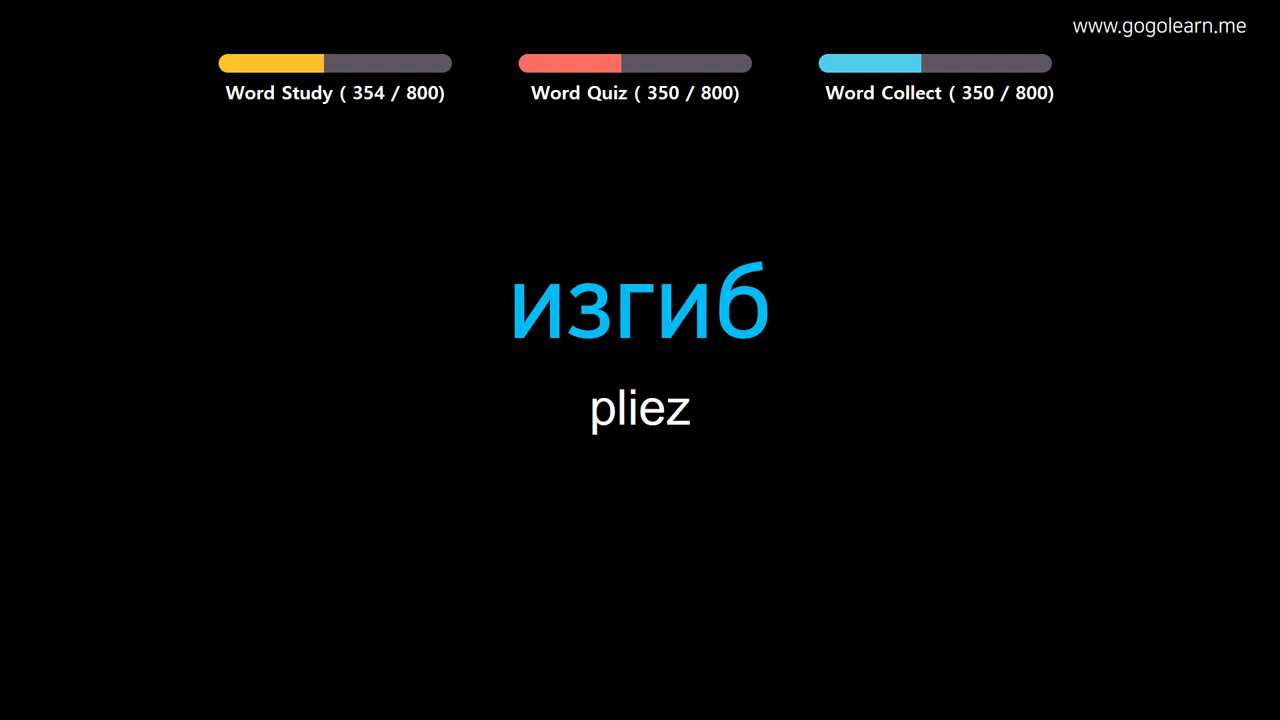 www.gogolearn.me
Word Study ( 354 / 800)
Word Quiz ( 350 / 800)
Word Collect ( 350 / 800)
изгиб
pliez